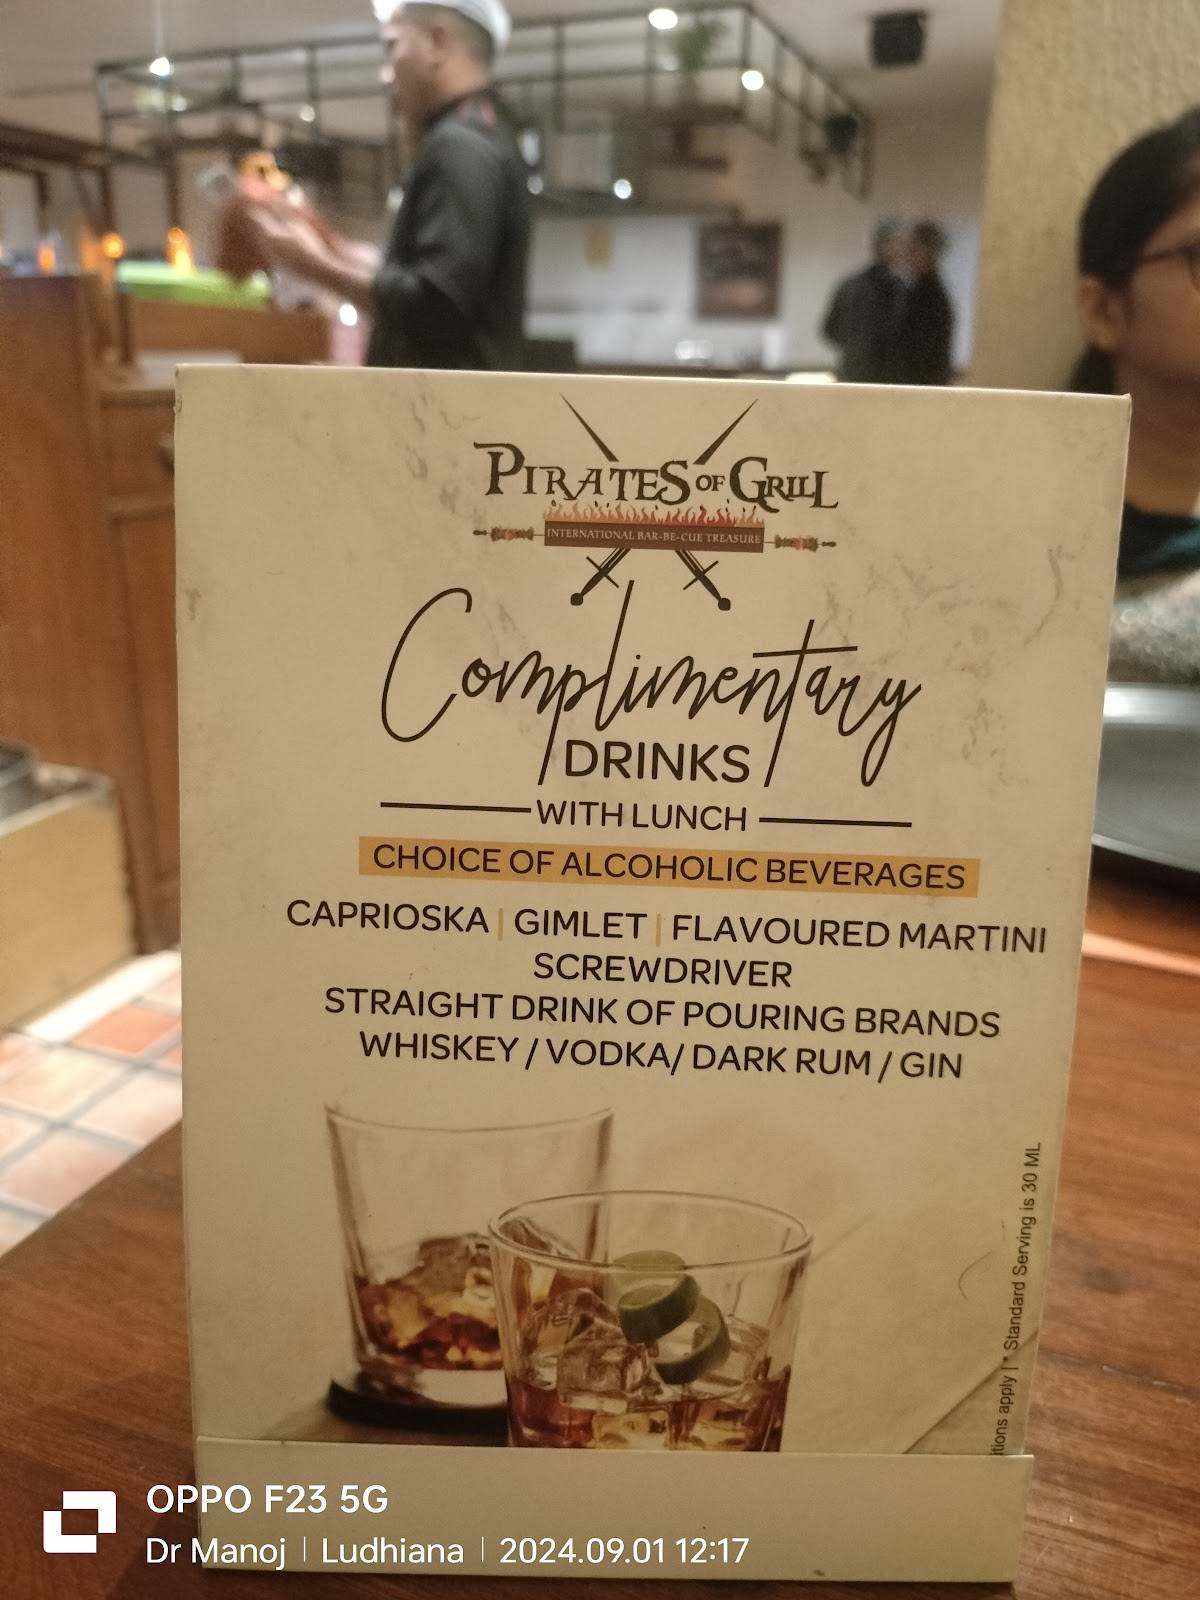 PIRATES OF GRILL
INTERNATIONAL BAR-BE-CUE TREASURE
Complimentary
DRINKS
WITH LUNCH
CHOICE OF ALCOHOLIC BEVERAGES
CAPRIOSKA | GIMLET | FLAVOURED MARTINI
SCREWDRIVER
STRAIGHT DRINK OF POURING BRANDS
WHISKEY / VODKA/ DARK RUM / GIN
itions apply | * Standard Serving is 30 ML
OPPO F23 5G
Dr Manoj | Ludhiana | 2024.09.01 12:17